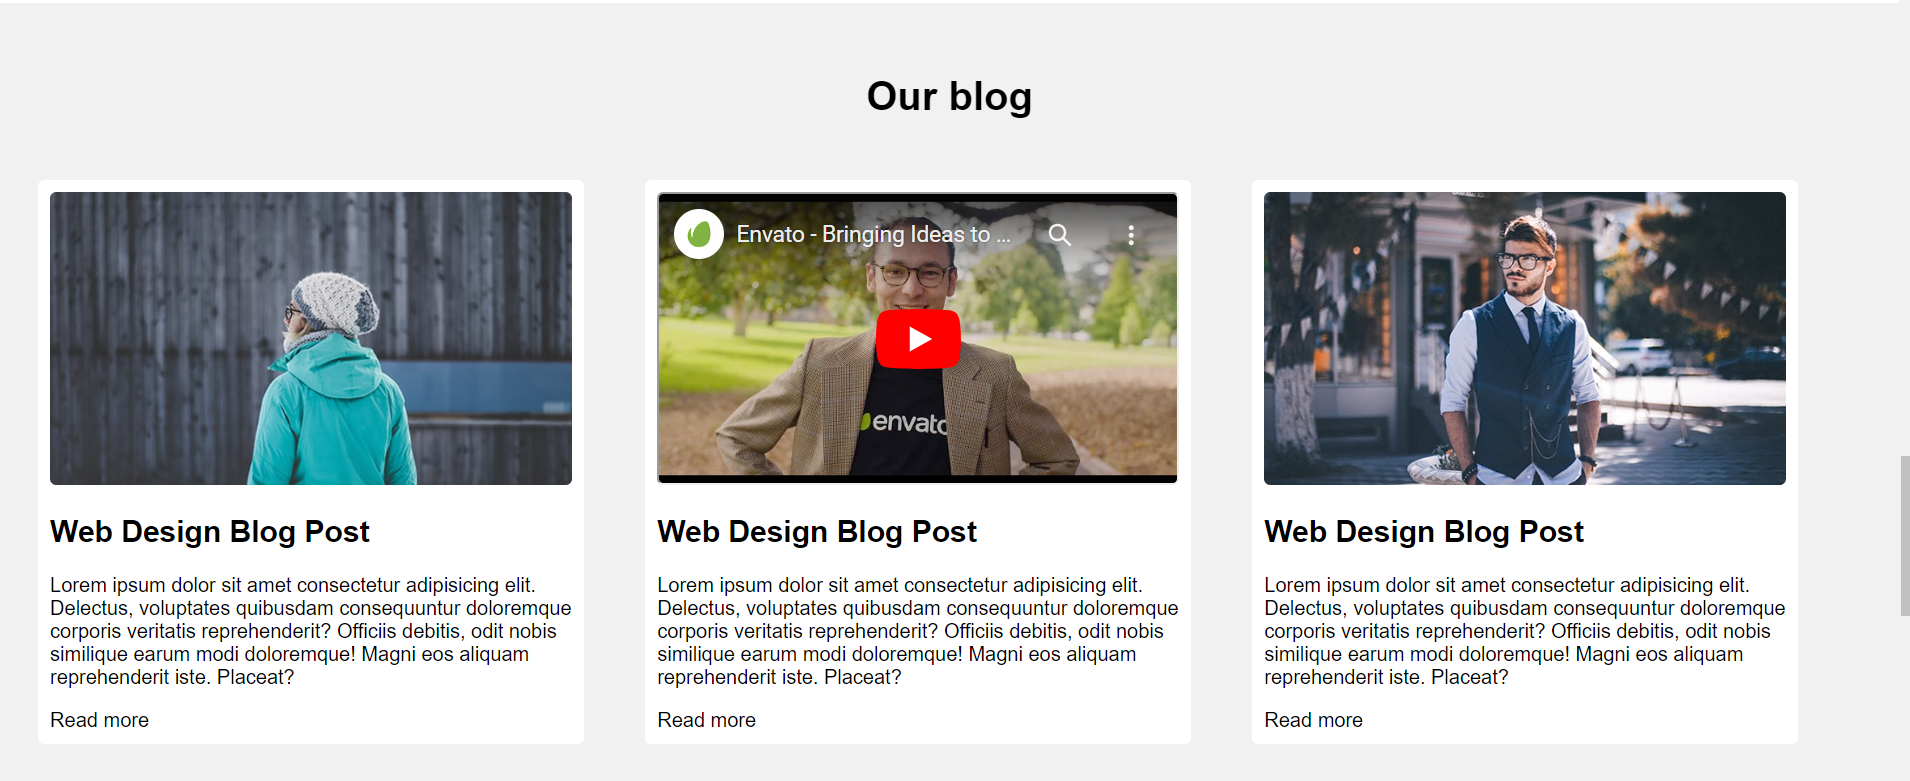 Our blog
Envato - Bringing Ideas to ...
envato
Web Design Blog Post
Lorem ipsum dolor sit amet consectetur adipisicing elit.
Delectus, voluptates quibusdam consequuntur doloremque
corporis veritatis reprehenderit? Officiis debitis, odit nobis
similique earum modi doloremque! Magni eos aliquam
reprehenderit iste. Placeat?
Read more
Web Design Blog Post
Lorem ipsum dolor sit amet consectetur adipisicing elit.
Delectus, voluptates quibusdam consequuntur doloremque
corporis veritatis reprehenderit? Officiis debitis, odit nobis
similique earum modi doloremque! Magni eos aliquam
reprehenderit iste. Placeat?
Read more
Web Design Blog Post
Lorem ipsum dolor sit amet consectetur adipisicing elit.
Delectus, voluptates quibusdam consequuntur doloremque
corporis veritatis reprehenderit? Officiis debitis, odit nobis
similique earum modi doloremque! Magni eos aliquam
reprehenderit iste. Placeat?
Read more